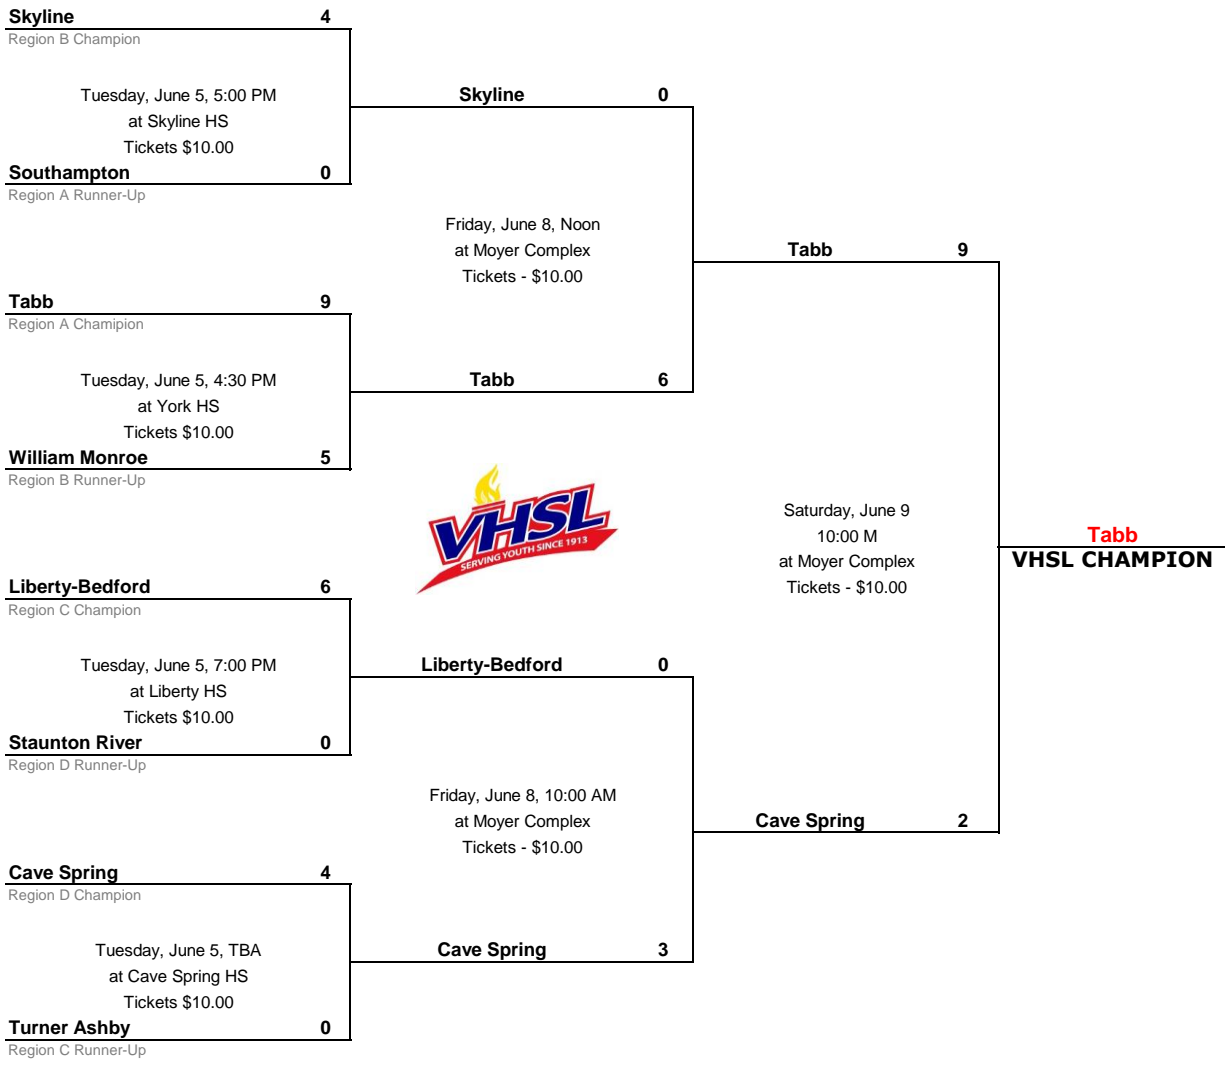 Skyline 4
Region B Champion
Tuesday, June 5, 5:00 PM
at Skyline HS
Tickets $10.00
Southampton 0
Region A Runner-Up
Skyline 0
Friday, June 8, Noon
at Moyer Complex
Tickets - $10.00
Tabb 9
Tabb 9
Region A Chamipion
Tuesday, June 5, 4:30 PM
at York HS
Tickets $10.00
William Monroe 5
Region B Runner-Up
Tabb 6
VHSL
SERVING YOUTH SINCE 1913
Saturday, June 9
10:00 M
at Moyer Complex
Tickets - $10.00
Tabb
VHSL CHAMPION
Liberty-Bedford 6
Region C Champion
Tuesday, June 5, 7:00 PM
at Liberty HS
Tickets $10.00
Staunton River 0
Region D Runner-Up
Liberty-Bedford 0
Friday, June 8, 10:00 AM
at Moyer Complex
Tickets - $10.00
Cave Spring 2
Cave Spring 4
Region D Champion
Tuesday, June 5, TBA
at Cave Spring HS
Tickets $10.00
Turner Ashby 0
Region C Runner-Up
Cave Spring 3